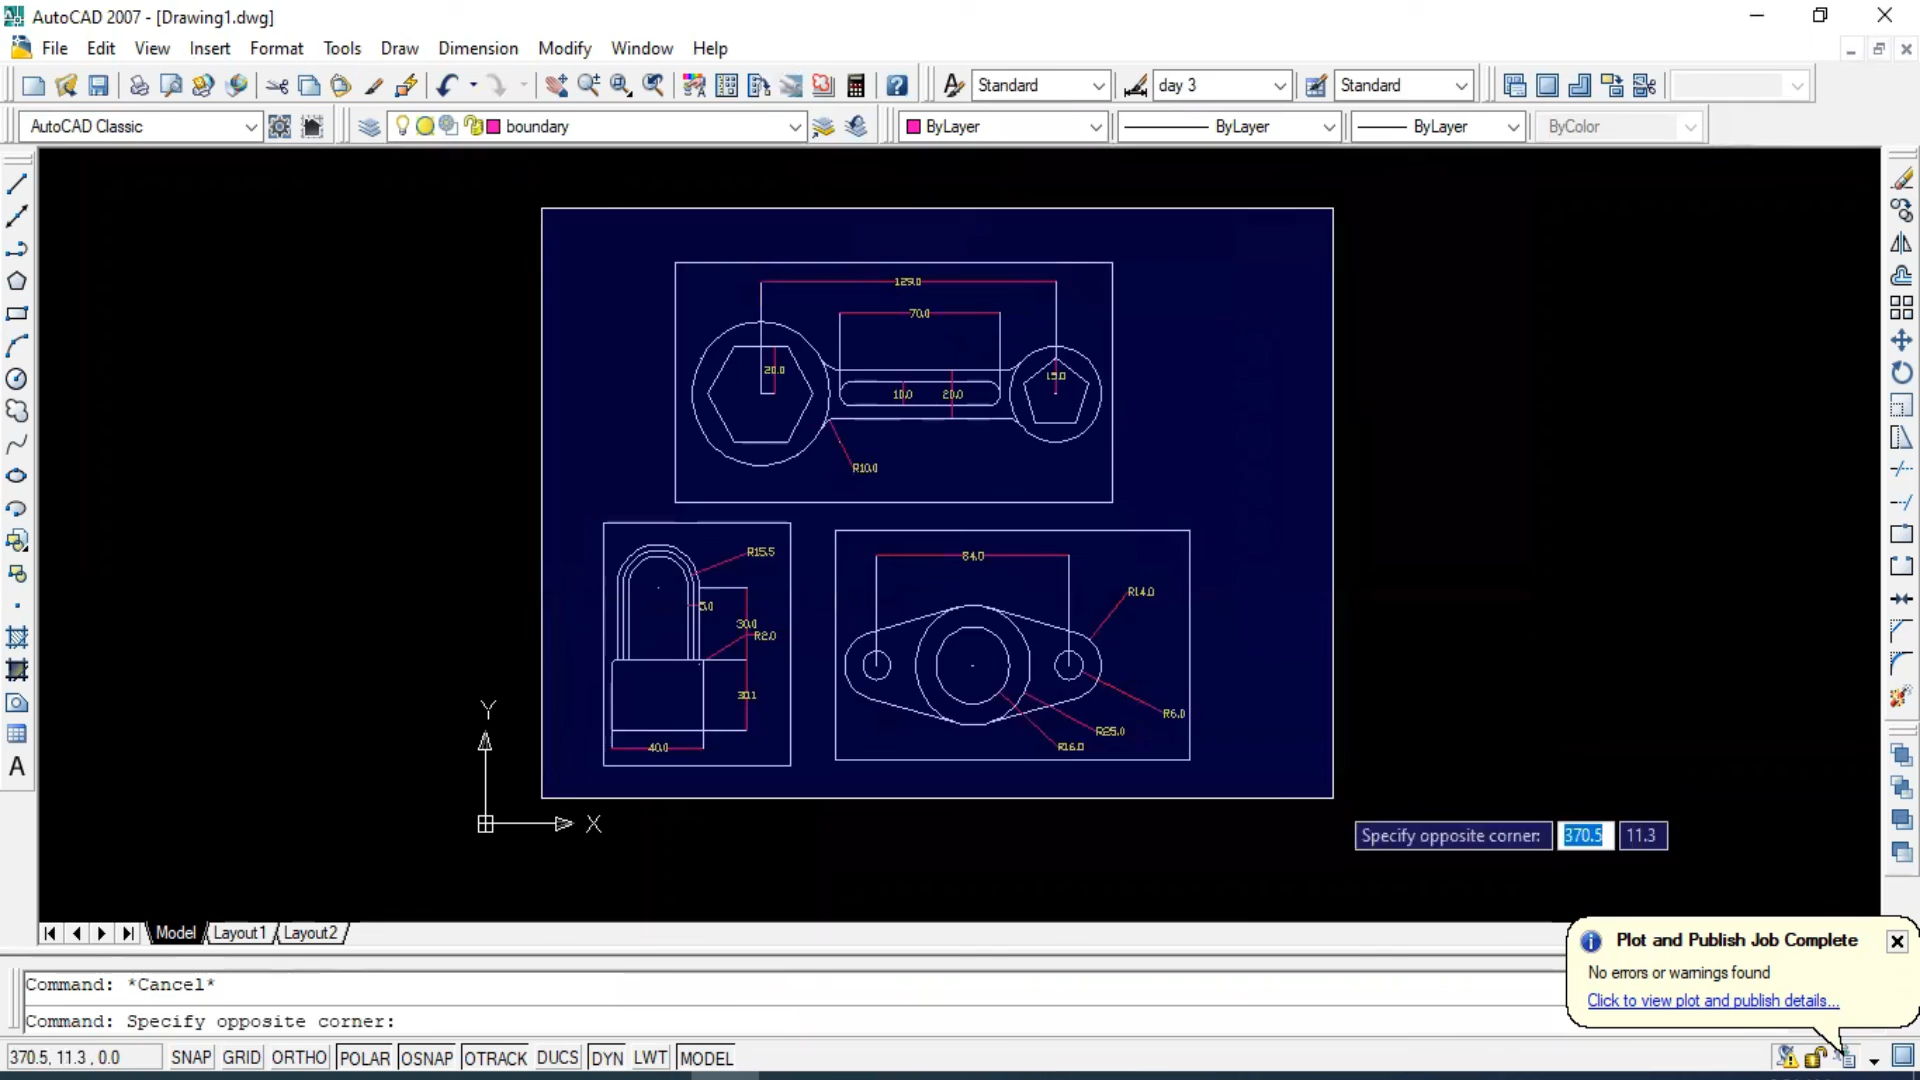 AutoCAD 2007 - [Drawing1.dwg]
File Edit View Insert Format Tools Draw Dimension Modify Window Help
Standard day 3 Standard
AutoCAD Classic boundary ByLayer ByLayer ByLayer ByColor
129.0
70.0
20.0
15.0
10.0 20.0
R10.0
R15.5
84.0
R14.0
5.0
30.0
R2.0
30.1
R6.0
R25.0
40.0
R16.0
Y
X
Specify opposite corner: 370.5 11.3
Model Layout1 Layout2
Plot and Publish Job Complete
No errors or warnings found
Click to view plot and publish details...
Command: *Cancel*
Command: Specify opposite corner:
370.5, 11.3 , 0.0 SNAP GRID ORTHO POLAR OSNAP OTRACK DUCS DYN LWT MODEL